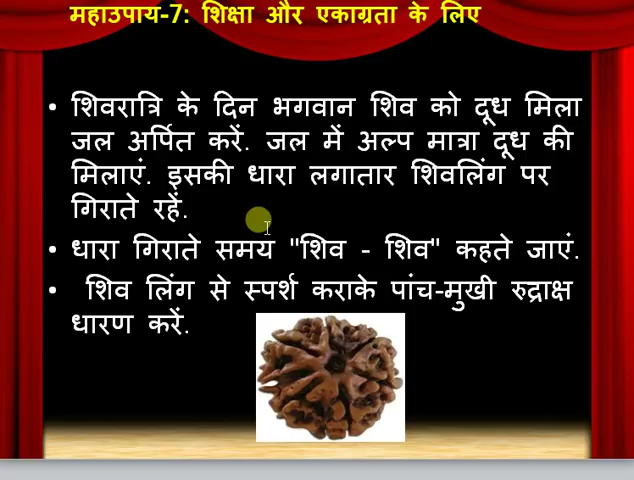 महाउपाय-7: शिक्षा और एकाग्रता के लिए
• शिवरात्रि के दिन भगवान शिव को दूध मिला
जल अर्पित करें. जल में अल्प मात्रा दूध की
मिलाएं. इसकी धारा लगातार शिवलिंग पर
गिराते रहें.
• धारा गिराते समय "शिव - शिव" कहते जाएं.
• शिव लिंग से स्पर्श कराके पांच-मुखी रुद्राक्ष
धारण करें.